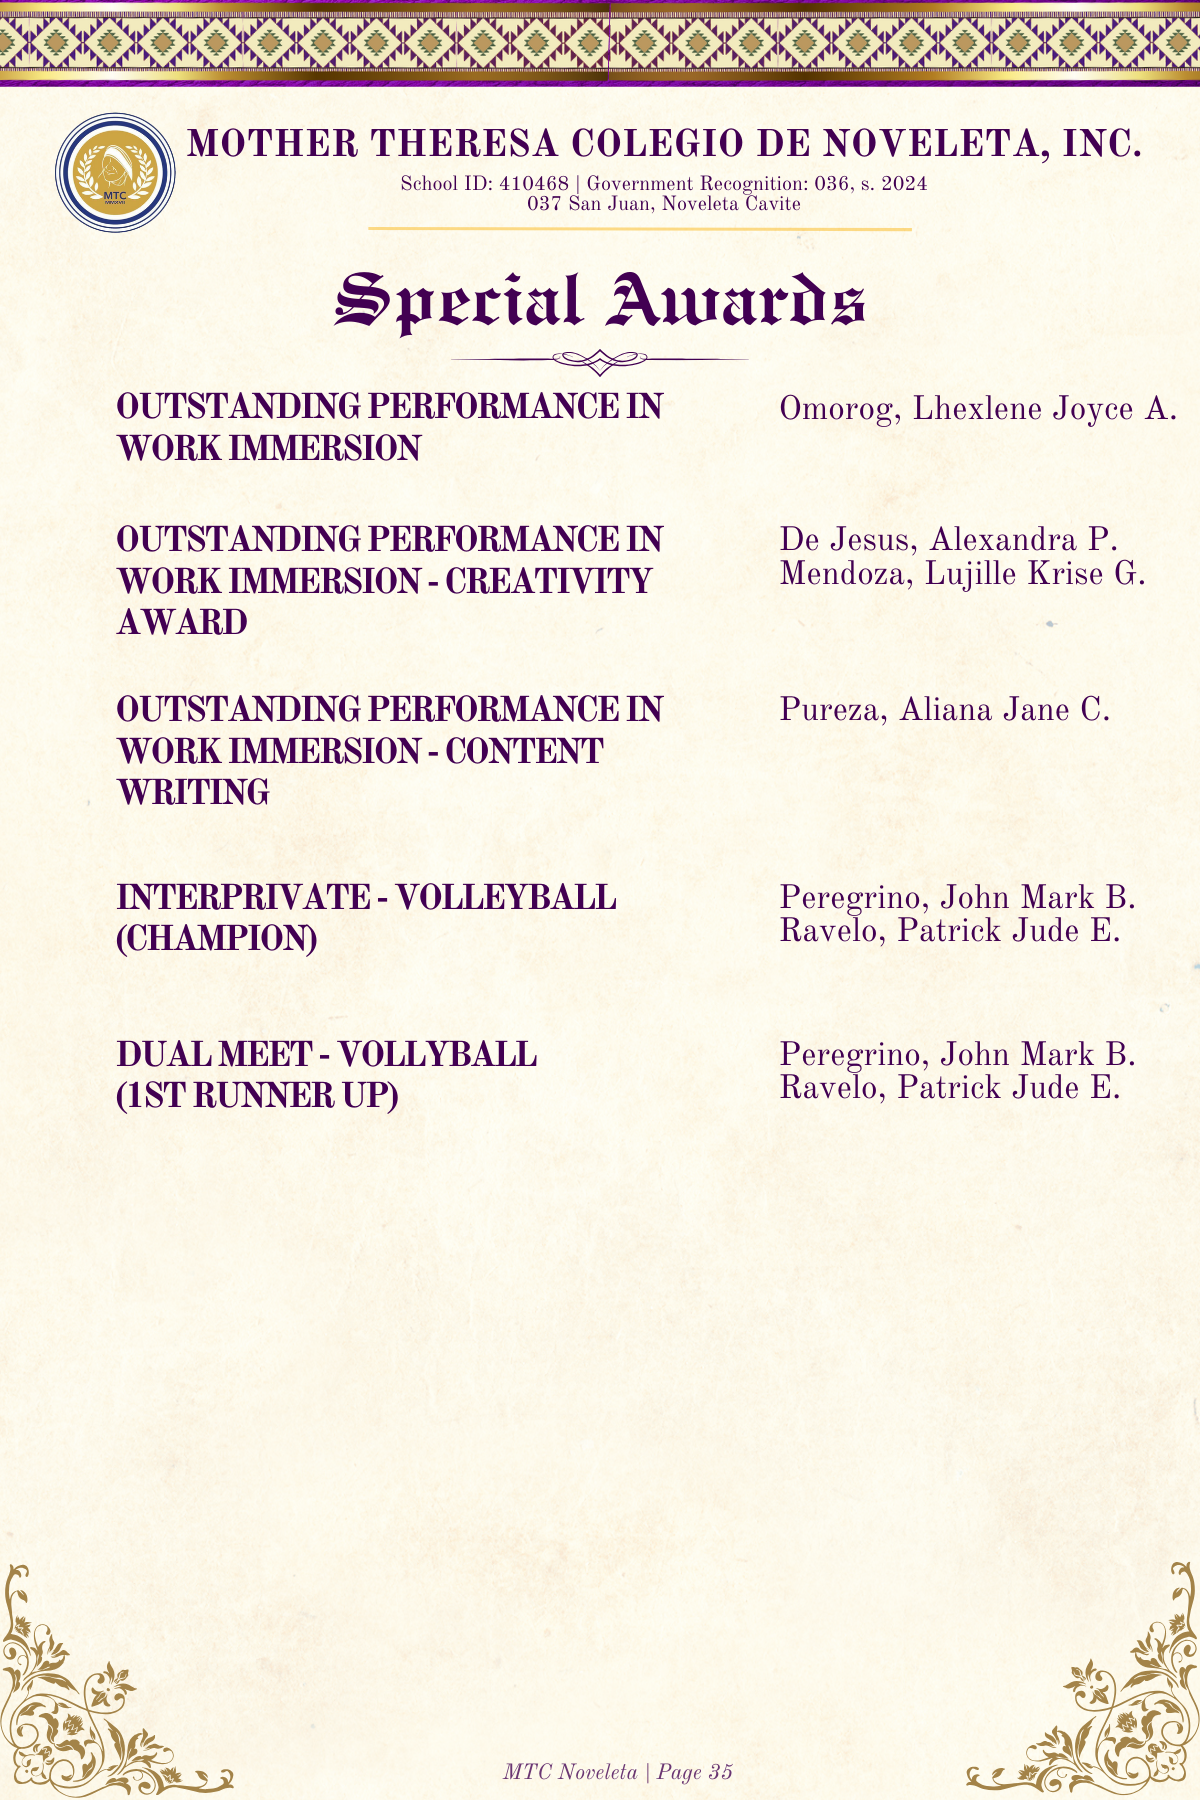 MOTHER THERESA COLEGIO DE NOVELETA, INC.
School ID: 410468 | Government Recognition: 036, s. 2024
037 San Juan, Noveleta Cavite
MTC
Special Awards
OUTSTANDING PERFORMANCE IN
WORK IMMERSION
Omorog, Lhexlene Joyce A.
OUTSTANDING PERFORMANCE IN
WORK IMMERSION - CREATIVITY
AWARD
De Jesus, Alexandra P.
Mendoza, Lujille Krise G.
OUTSTANDING PERFORMANCE IN
WORK IMMERSION - CONTENT
WRITING
Pureza, Aliana Jane C.
INTERPRIVATE - VOLLEYBALL
(CHAMPION)
Peregrino, John Mark B.
Ravelo, Patrick Jude E.
DUAL MEET - VOLLYBALL
(1ST RUNNER UP)
Peregrino, John Mark B.
Ravelo, Patrick Jude E.
MTC Noveleta | Page 35